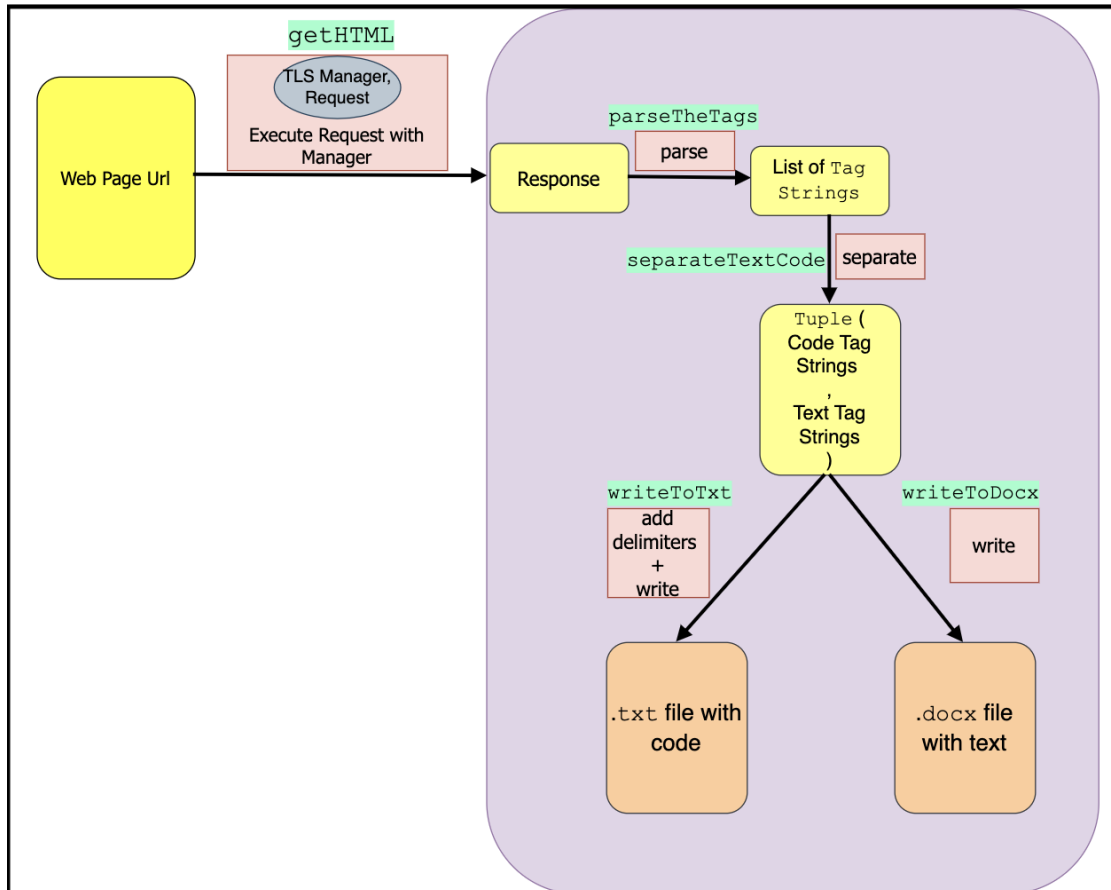 getHTML
TLS Manager,
Request
Execute Request with
Manager
Web Page Url
Response
parseTheTags
parse
List of Tag
Strings
separateTextCode
separate
Tuple (
Code Tag
Strings
,
Text Tag
Strings
)
writeToTxt
add
delimiters
+
write
writeToDocx
write
.txt file with
code
.docx file
with text